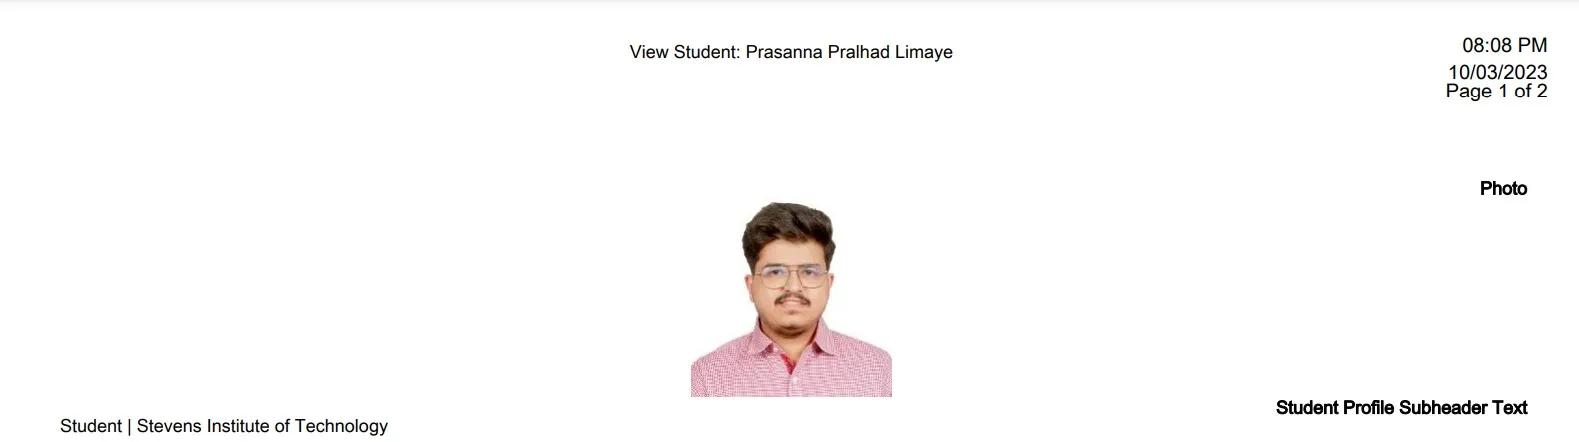 View Student: Prasanna Pralhad Limaye
08:08 PM
10/03/2023
Page 1 of 2
Photo
Student Profile Subheader Text
Student | Stevens Institute of Technology